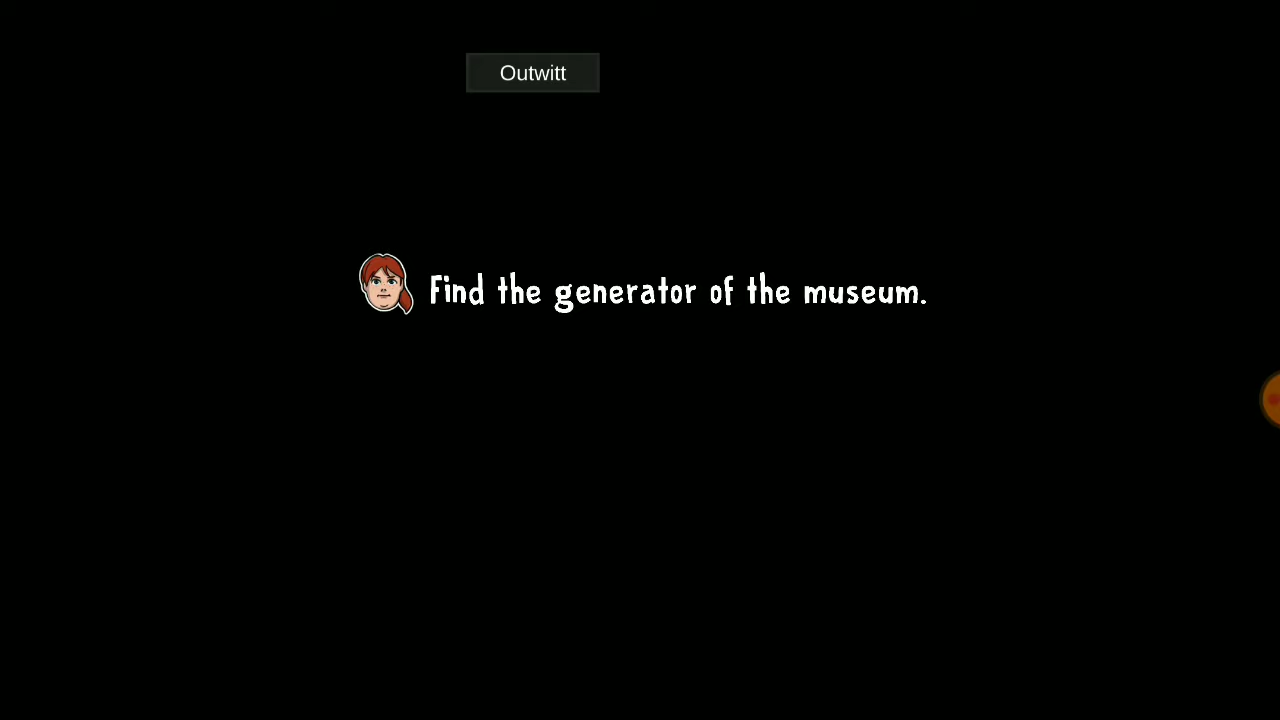 Outwitt
Find the generator of the museum.